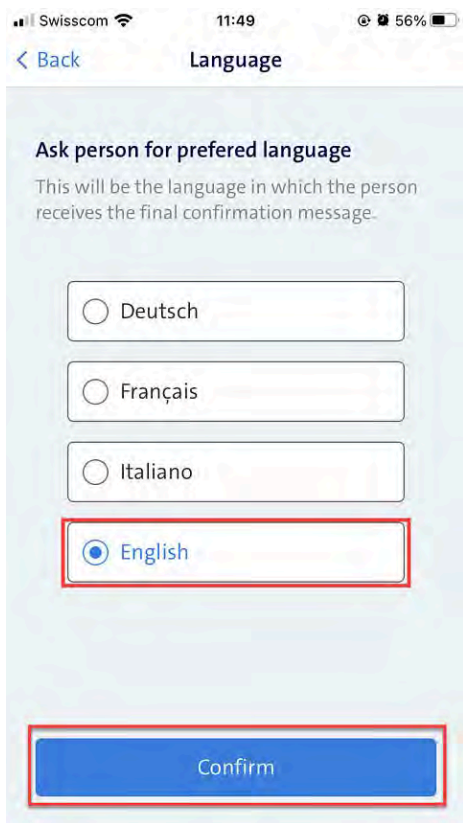 Swisscom 11:49 56%
Back Language
Ask person for prefered language
This will be the language in which the person
receives the final confirmation message.
Deutsch
Français
Italiano
English
Confirm